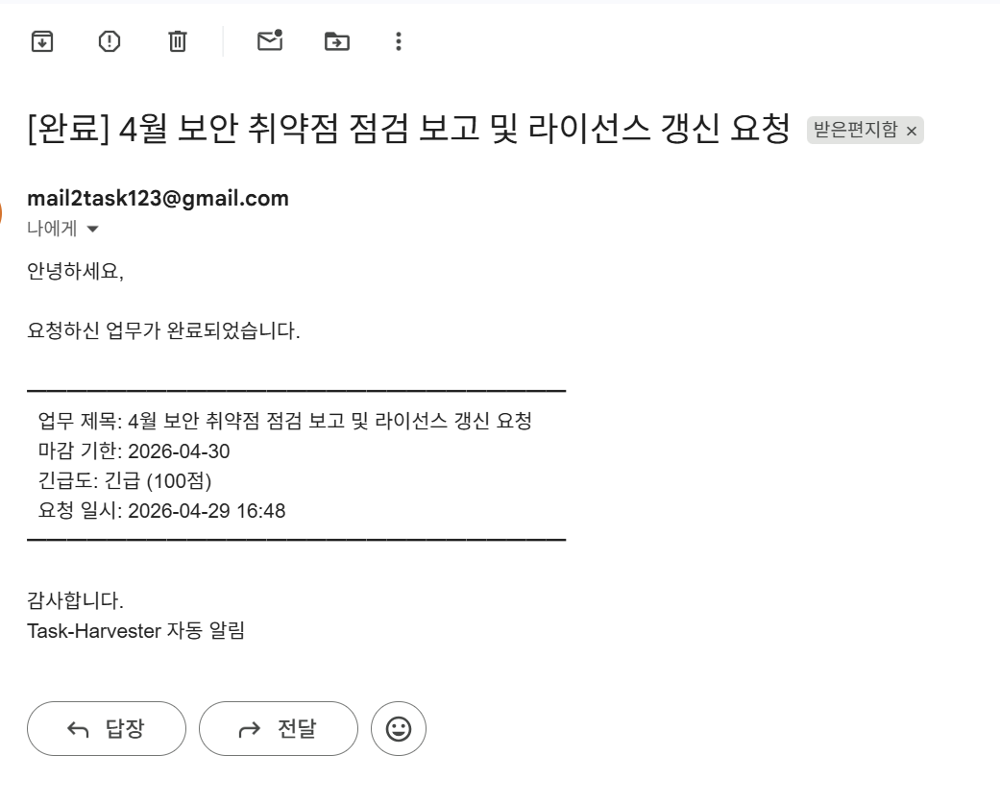 [완료] 4월 보안 취약점 점검 보고 및 라이선스 갱신 요청 받은편지함 ×
mail2task123@gmail.com
나에게
안녕하세요,
요청하신 업무가 완료되었습니다.
업무 제목: 4월 보안 취약점 점검 보고 및 라이선스 갱신 요청
마감 기한: 2026-04-30
긴급도: 긴급 (100점)
요청 일시: 2026-04-29 16:48
감사합니다.
Task-Harvester 자동 알림
답장 전달